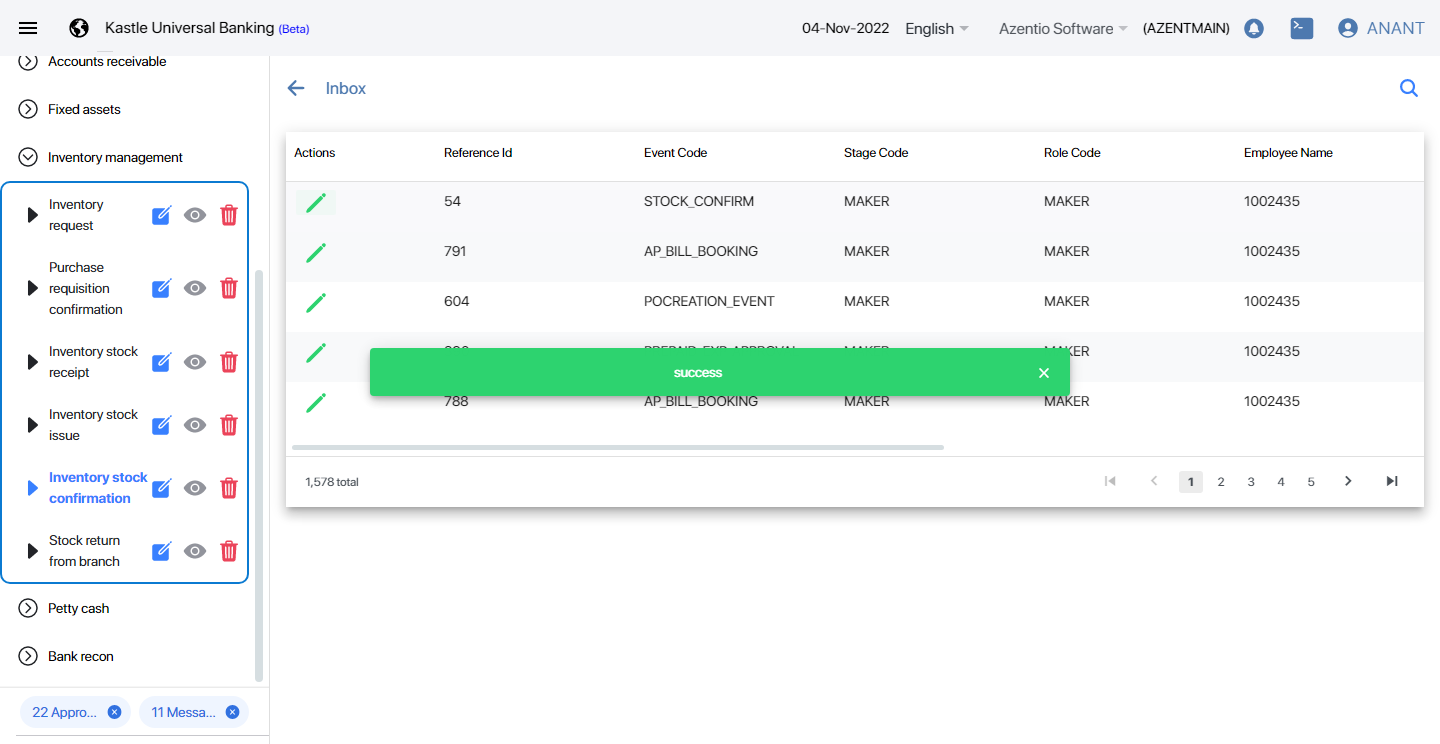 Kastle Universal Banking (Beta)
04-Nov-2022
English
Azentio Software
(AZENTMAIN)
ANANT
Accounts receivable
Fixed assets
Inventory management
Inventory
request
Purchase
requisition
confirmation
Inventory stock
receipt
Inventory stock
issue
Inventory stock
confirmation
Stock return
from branch
Petty cash
Bank recon
22 Appro...
11 Messa...
Inbox
Actions Reference Id Event Code Stage Code Role Code Employee Name
54 STOCK_CONFIRM MAKER MAKER 1002435
791 AP_BILL_BOOKING MAKER MAKER 1002435
604 POCREATION_EVENT MAKER MAKER 1002435
MAKER 1002435
success
788 AP_BILL_BOOKING MAKER MAKER 1002435
1,578 total
1 2 3 4 5